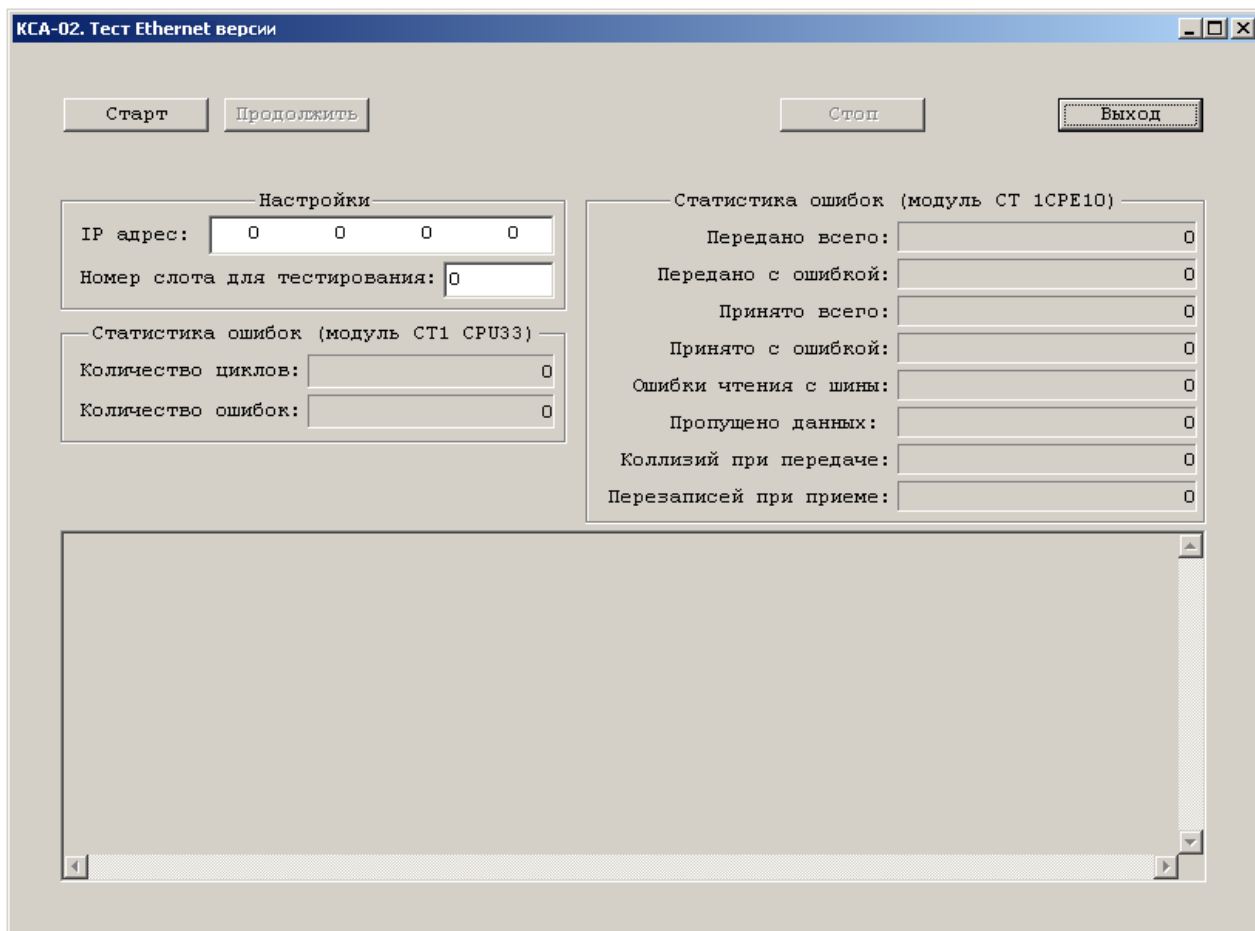 КСА-02. Тест Ethernet версии
Старт Продолжить Стоп Выход
Настройки
IP адрес: 0 0 0 0
Номер слота для тестирования: 0
Статистика ошибок (модуль СТ1 CPU33)
Количество циклов: 0
Количество ошибок: 0
Статистика ошибок (модуль СТ 1CPE10)
Передано всего: 0
Передано с ошибкой: 0
Принято всего: 0
Принято с ошибкой: 0
Ошибки чтения с шины: 0
Пропущено данных: 0
Коллизий при передаче: 0
Перезаписей при приеме: 0